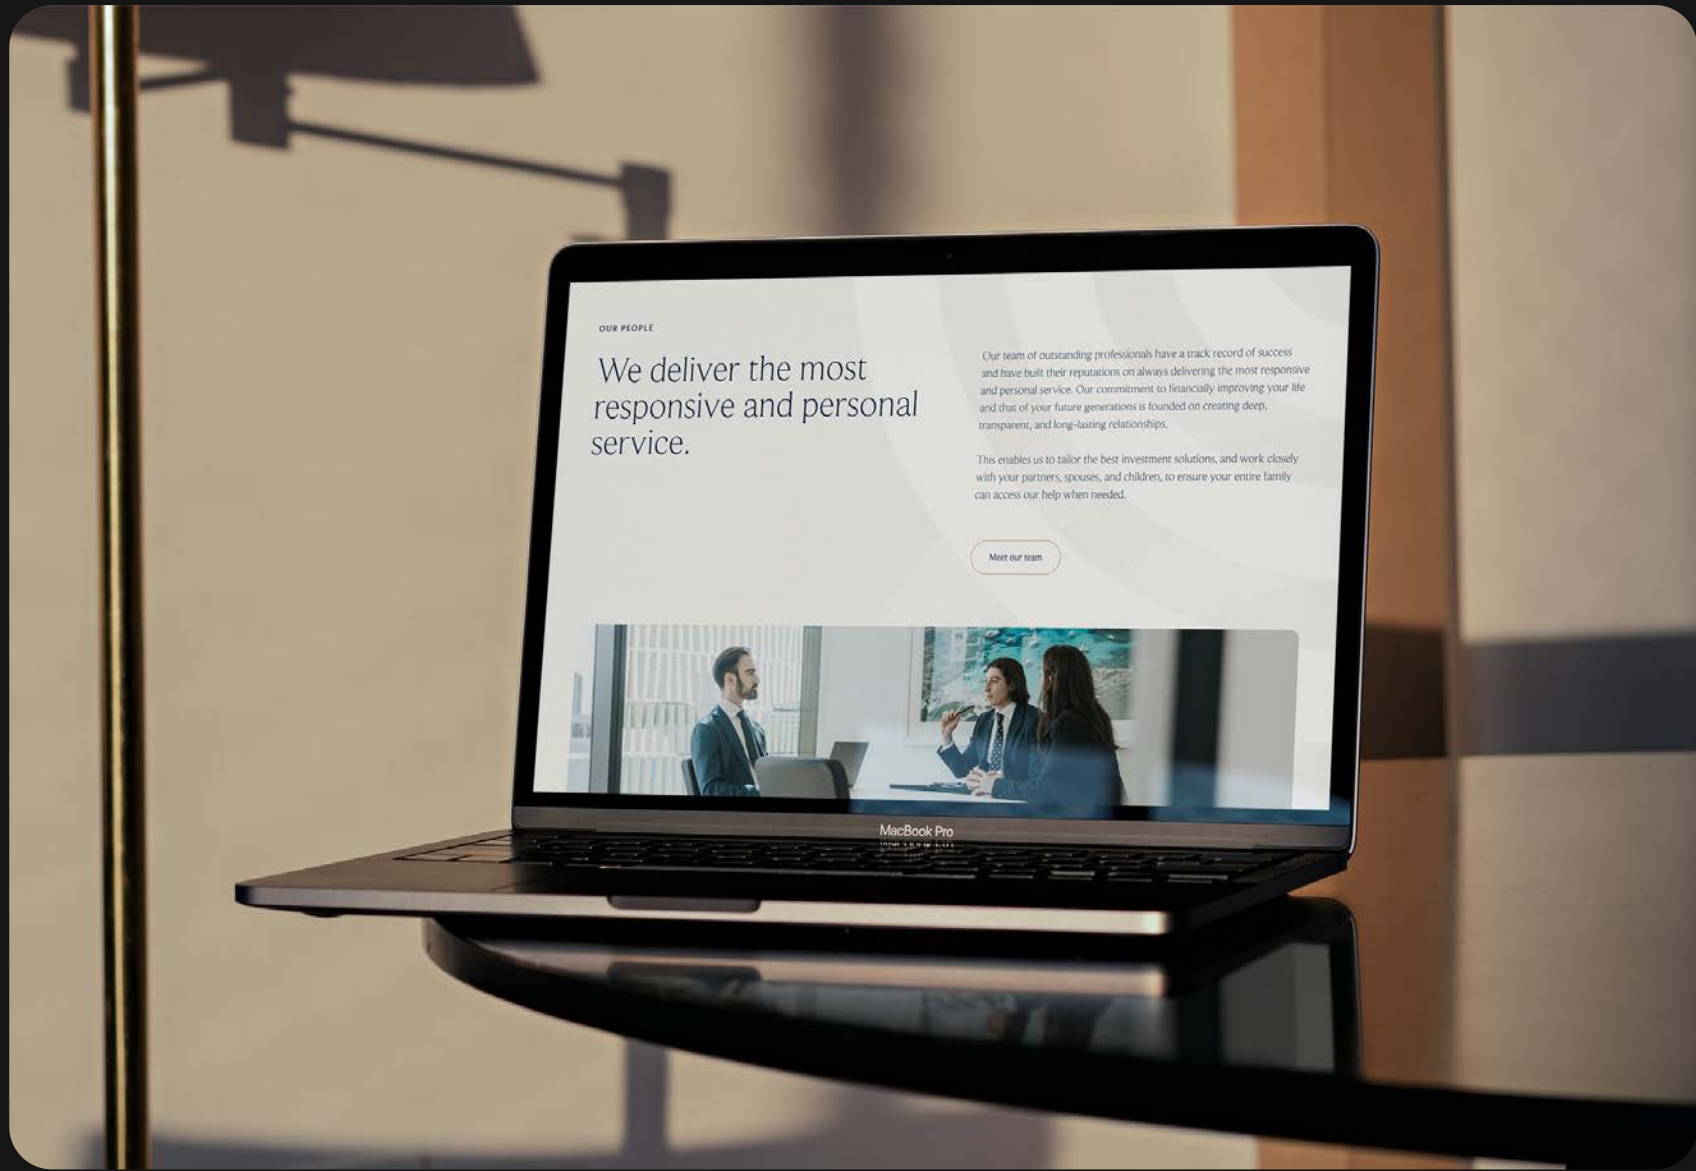 OUR PEOPLE
We deliver the most
responsive and personal
service.
Our team of outstanding professionals have a track record of success
and have built their reputations on always delivering the most responsive
and personal service. Our commitment to financially improving your life
and that of your future generations is founded on creating deep,
transparent, and long-lasting relationships.
This enables us to tailor the best investment solutions, and work closely
with your partners, spouses, and children, to ensure your entire family
can access our help when needed.
Meet our team
MacBook Pro